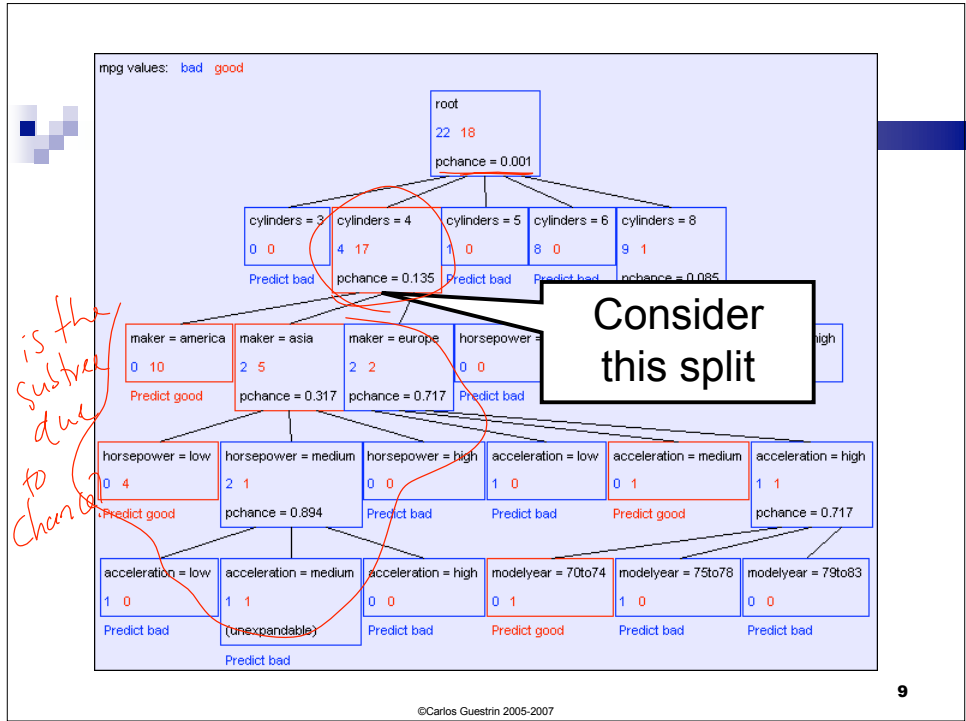 mpg values: bad good
root
22 18
pchance = 0.001
cylinders = 3
0 0
Predict bad
cylinders = 4
4 17
pchance = 0.135
cylinders = 5
1 0
Predict bad
cylinders = 6
8 0
Predict bad
cylinders = 8
9 1
pchance = 0.085
Consider
this split
is the
subtree
due
to
chance?
maker = america
0 10
Predict good
maker = asia
2 5
pchance = 0.317
maker = europe
2 2
pchance = 0.717
horsepower =
0 0
Predict bad
high
horsepower = low
0 4
Predict good
horsepower = medium
2 1
pchance = 0.894
horsepower = high
0 0
Predict bad
acceleration = low
1 0
Predict bad
acceleration = medium
0 1
Predict good
acceleration = high
1 1
pchance = 0.717
acceleration = low
1 0
Predict bad
acceleration = medium
1 1
(unexpandable)
Predict bad
acceleration = high
0 0
Predict bad
modelyear = 70to74
0 1
Predict good
modelyear = 75to78
1 0
Predict bad
modelyear = 79to83
0 0
Predict bad
9
©Carlos Guestrin 2005-2007